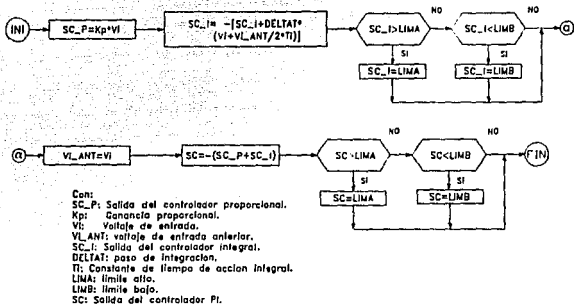 INI
SC_P=Kp*Vi
SC_I= -[SC_I+DELTAT*
(Vi+VI_ANT/2*Ti)]
SC_I>LIMA
NO
SC_I<LIMB
NO
α
SI
SI
SC_I=LIMA
SC_I=LIMB
α
VI_ANT=Vi
SC=-(SC_P+SC_I)
SC>LIMA
NO
SC<LIMB
NO
FIN
SI
SI
SC=LIMA
SC=LIMB
Con:
SC_P: Salida del controlador proporcional.
Kp: Ganancia proporcional.
Vi: Voltaje de entrada.
VI_ANT: voltaje de entrada anterior.
SC_I: Salida del controlador integral.
DELTAT: paso de integracion.
Ti: Constante de tiempo de accion integral.
LIMA: limite alto.
LIMB: limite bajo.
SC: Salida del controlador PI.